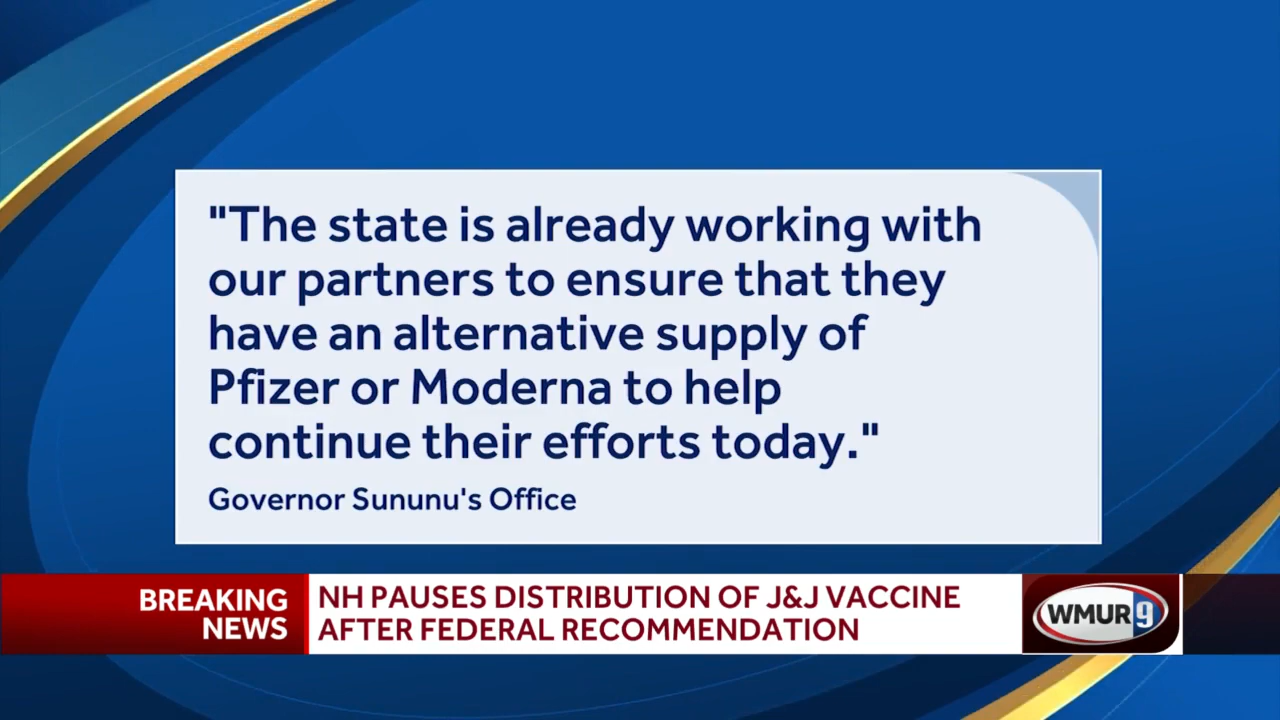 "The state is already working with
our partners to ensure that they
have an alternative supply of
Pfizer or Moderna to help
continue their efforts today."
Governor Sununu's Office
BREAKING
NEWS
NH PAUSES DISTRIBUTION OF J&J VACCINE
AFTER FEDERAL RECOMMENDATION
WMUR 9